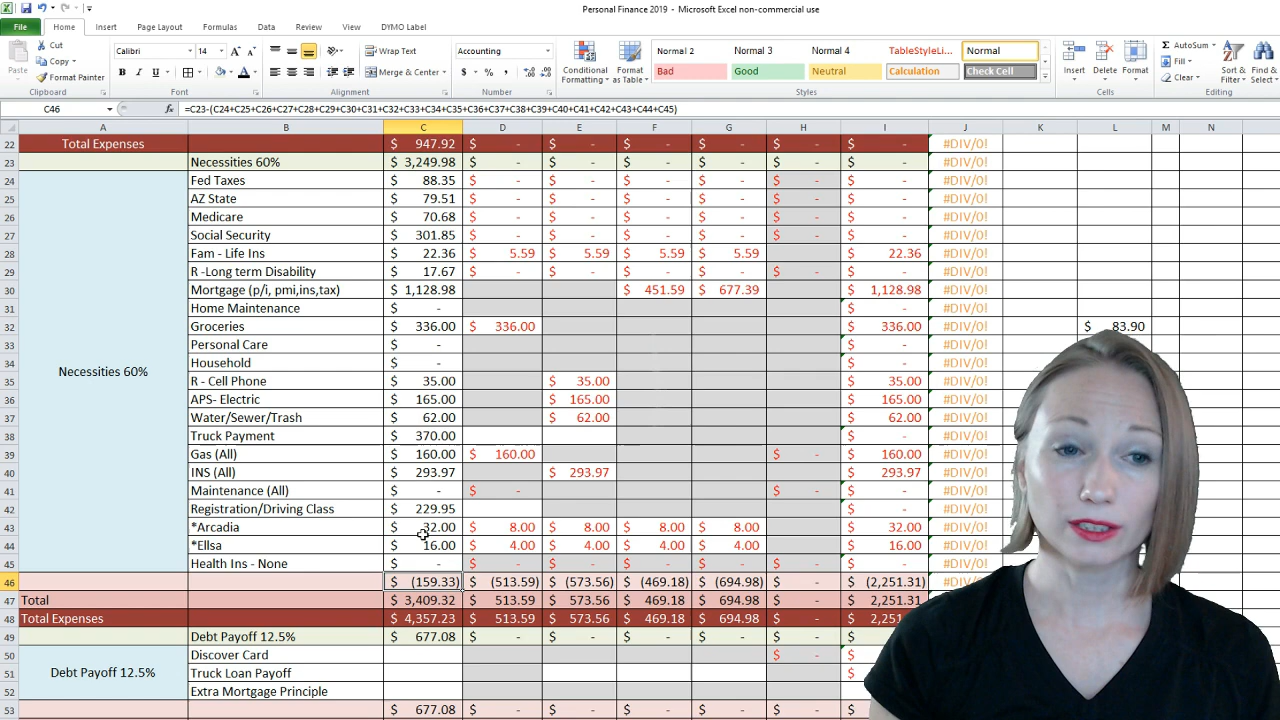 Personal Finance 2019 - Microsoft Excel non-commercial use
File Home Insert Page Layout Formulas Data Review View DYMO Label
Cut Calibri 14 A A Wrap Text Accounting Normal 2 Normal 3 Normal 4 TableStyleLi... Normal AutoSum
Paste Copy Format Painter B I U A Merge & Center $ % , Conditional Formatting Format as Table Bad Good Neutral Calculation Check Cell Insert Delete Format Fill Clear Sort & Filter Find & Select
Clipboard Font Alignment Number Styles Cells Editing
C46 fx =C23-(C24+C25+C26+C27+C28+C29+C30+C31+C32+C33+C34+C35+C36+C37+C38+C39+C40+C41+C42+C43+C44+C45)
A B C D E F G H I J K L M N
22 Total Expenses $ 947.92 $ - $ - $ - $ - $ - $ - #DIV/0!
23 Necessities 60% $ 3,249.98 $ - $ - $ - $ - $ - $ - #DIV/0!
24 Fed Taxes $ 88.35 $ - $ - $ - $ - $ - $ - #DIV/0!
25 AZ State $ 79.51 $ - $ - $ - $ - $ - $ - #DIV/0!
26 Medicare $ 70.68 $ - $ - $ - $ - $ - $ - #DIV/0!
27 Social Security $ 301.85 $ - $ - $ - $ - $ - $ - #DIV/0!
28 Fam - Life Ins $ 22.36 $ 5.59 $ 5.59 $ 5.59 $ 5.59 $ 22.36 #DIV/0!
29 R -Long term Disability $ 17.67 $ - $ - $ - $ - $ - $ - #DIV/0!
30 Mortgage (p/i, pmi,ins,tax) $ 1,128.98 $ 451.59 $ 677.39 $ 1,128.98 #DIV/0!
31 Home Maintenance $ - $ - #DIV/0!
32 Groceries $ 336.00 $ 336.00 $ 336.00 #DIV/0! $ 83.90
33 Personal Care $ - $ - #DIV/0!
34 Household $ - $ - #DIV/0!
Necessities 60%
35 R - Cell Phone $ 35.00 $ 35.00 $ 35.00 #DIV/0!
36 APS- Electric $ 165.00 $ 165.00 $ 165.00 #DIV/0!
37 Water/Sewer/Trash $ 62.00 $ 62.00 $ 62.00 #DIV/0!
38 Truck Payment $ 370.00 $ - #DIV/0!
39 Gas (All) $ 160.00 $ 160.00 $ - $ 160.00 #DIV/0!
40 INS (All) $ 293.97 $ 293.97 $ 293.97 #DIV/0!
41 Maintenance (All) $ - $ - $ - $ - #DIV/0!
42 Registration/Driving Class $ 229.95 $ - #DIV/0!
43 *Arcadia $ 32.00 $ 8.00 $ 8.00 $ 8.00 $ 8.00 $ 32.00 #DIV/0!
44 *Ellsa $ 16.00 $ 4.00 $ 4.00 $ 4.00 $ 4.00 $ 16.00 #DIV/0!
45 Health Ins - None $ - $ - $ - $ - $ - $ - $ - #DIV/0!
46 $ (159.33) $ (513.59) $ (573.56) $ (469.18) $ (694.98) $ - $ (2,251.31) #DIV/0!
47 Total $ 3,409.32 $ 513.59 $ 573.56 $ 469.18 $ 694.98 $ - $ 2,251.31
48 Total Expenses $ 4,357.23 $ 513.59 $ 573.56 $ 469.18 $ 694.98 $ - $
49 Debt Payoff 12.5% $ 677.08 $ - $ - $ - $ - $ - $
50 Discover Card $ - $
51 Debt Payoff 12.5% Truck Loan Payoff $
52 Extra Mortgage Principle
53 $ 677.08 $ - $ - $ - $ - $ - $